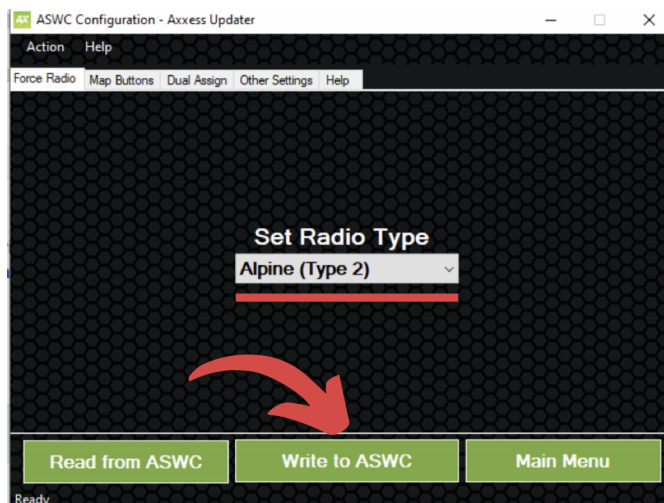 AX ASWC Configuration - Axxess Updater
Action Help
Force Radio Map Buttons Dual Assign Other Settings Help
Set Radio Type
Alpine (Type 2)
Read from ASWC Write to ASWC Main Menu
Ready